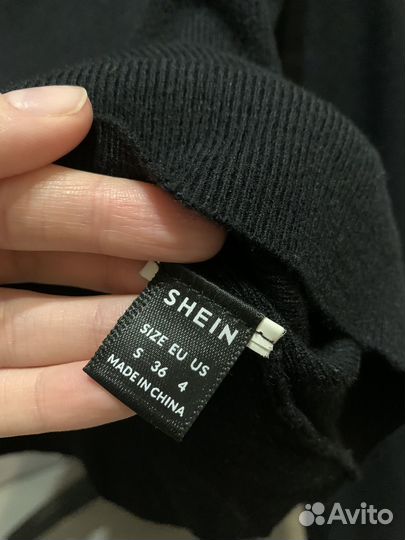 SHEIN
SIZE EU US
S 36 4
MADE IN CHINA
Avito